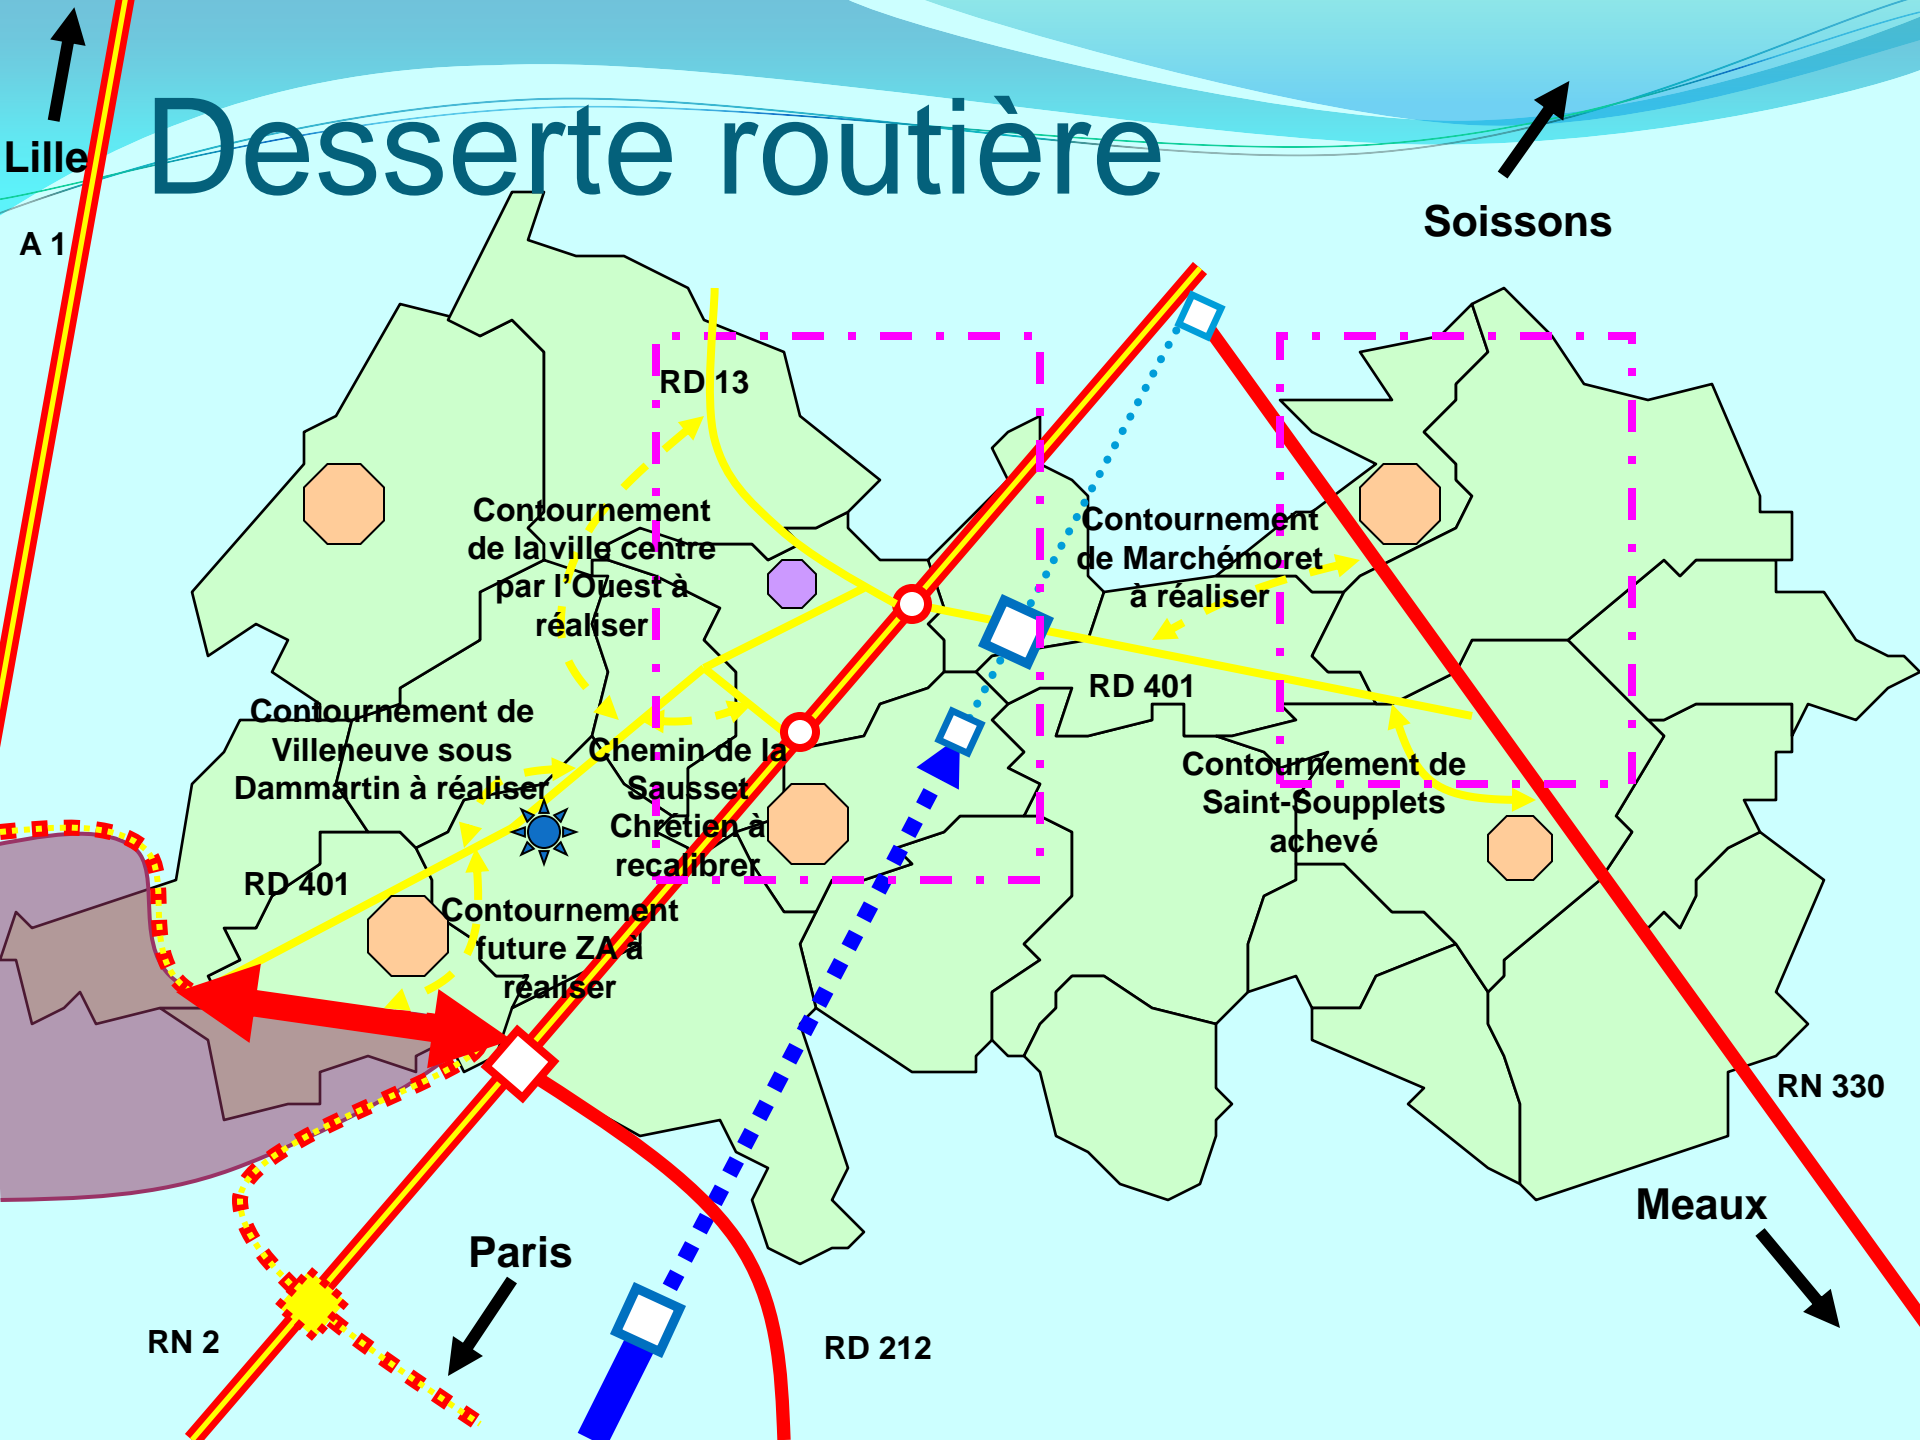 Desserte routière
Lille
A 1
Soissons
RD 13
Contournement
de la ville centre
par l’Ouest à
réaliser
Contournement
de Marchémoret
à réaliser
RD 401
Contournement de
Villeneuve sous
Dammartin à réaliser
Chemin de la
Sausset
Chrétien à
recalibrer
Contournement de
Saint-Soupplets
achevé
RD 401
Contournement
future ZA à
réaliser
RN 330
Meaux
Paris
RN 2
RD 212